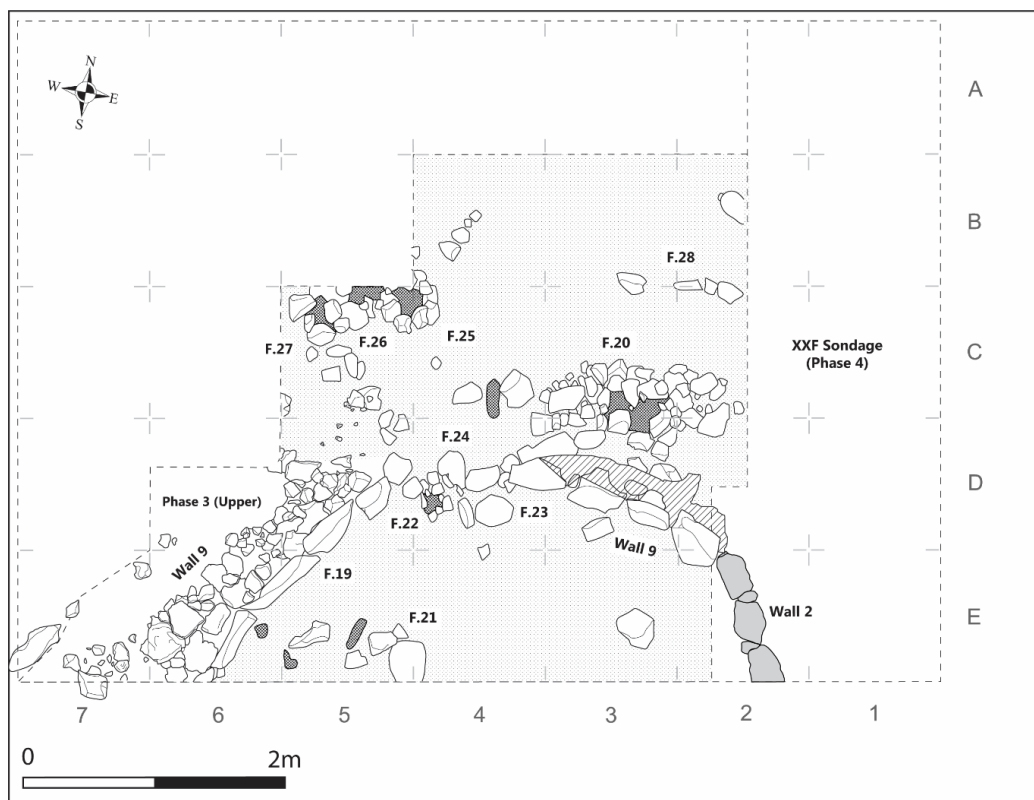 N
W
E
S
A
B
F.28
F.25
F.20
F.27
F.26
XXF Sondage
(Phase 4)
C
F.24
Phase 3 (Upper)
D
F.22
F.23
Wall 9
Wall 9
F.19
F.21
Wall 2
E
7
6
5
4
3
2
1
0
2m